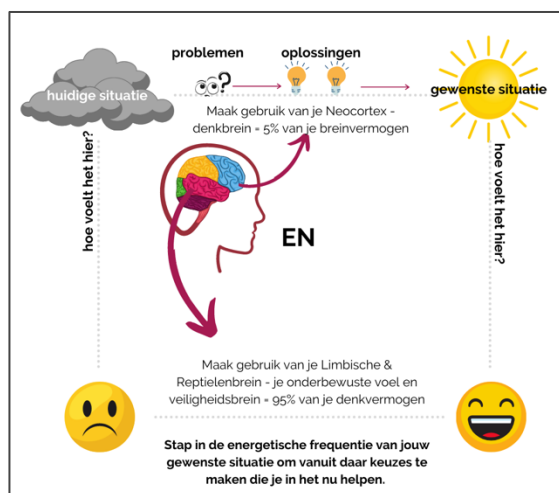 problemen
oplossingen
?
huidige situatie
gewenste situatie
Maak gebruik van je Neocortex -
denkbrein = 5% van je breinvermogen
hoe voelt het hier?
hoe voelt het hier?
EN
Maak gebruik van je Limbische &
Reptielenbrein - je onderbewuste voel en
veiligheidsbrein = 95% van je denkvermogen
Stap in de energetische frequentie van jouw
gewenste situatie om vanuit daar keuzes te
maken die je in het nu helpen.